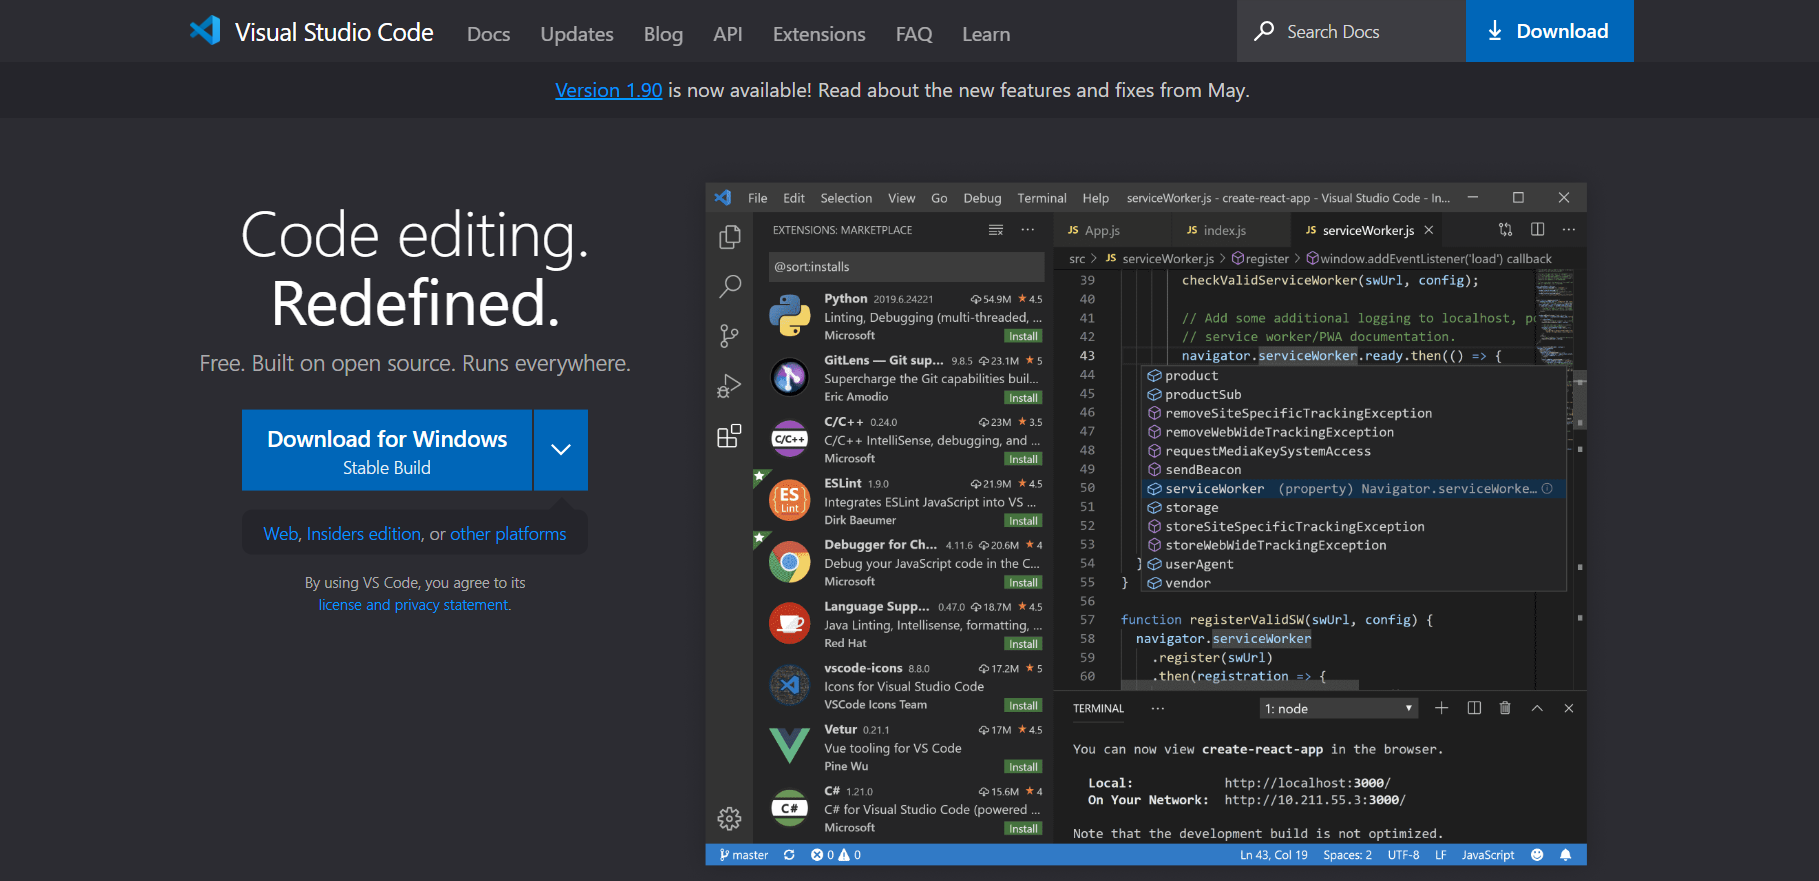 Visual Studio Code Docs Updates Blog API Extensions FAQ Learn Search Docs Download
Version 1.90 is now available! Read about the new features and fixes from May.
Code editing.
Redefined.
Free. Built on open source. Runs everywhere.
Download for Windows
Stable Build
Web, Insiders edition, or other platforms
By using VS Code, you agree to its
license and privacy statement.
File Edit Selection View Go Debug Terminal Help serviceWorker.js - create-react-app - Visual Studio Code - In...
EXTENSIONS: MARKETPLACE
@sort:installs
Python 2019.6.24221 54.9M 4.5
Linting, Debugging (multi-threaded, ...
Microsoft Install
GitLens — Git sup... 9.8.5 23.1M 5
Supercharge the Git capabilities buil...
Eric Amodio Install
C/C++ 0.24.0 23M 3.5
C/C++ C/C++ IntelliSense, debugging, and ...
Microsoft Install
ESLint 1.9.0 21.9M 4.5
ES
Lint
Integrates ESLint JavaScript into VS ...
Dirk Baeumer Install
Debugger for Ch... 4.11.6 20.6M 4
Debug your JavaScript code in the C...
Microsoft Install
Language Supp... 0.47.0 18.7M 4.5
Java Linting, Intellisense, formatting, ...
Red Hat Install
vscode-icons 8.8.0 17.2M 5
Icons for Visual Studio Code
VSCode Icons Team Install
Vetur 0.21.1 17M 4.5
Vue tooling for VS Code
Pine Wu Install
C# 1.21.0 15.6M 4
C# C# for Visual Studio Code (powered ...
Microsoft Install
JS App.js JS index.js JS serviceWorker.js
src > JS serviceWorker.js > register > window.addEventListener('load') callback
39 checkValidServiceWorker(swUrl, config);
40
41 // Add some additional logging to localhost, po
42 // service worker/PWA documentation.
43 navigator.serviceWorker.ready.then(() => {
44 product
45 productSub
46 removeSiteSpecificTrackingException
47 removeWebWideTrackingException
48 requestMediaKeySystemAccess
49 sendBeacon
50 serviceWorker (property) Navigator.serviceWorke...
51 storage
52 storeSiteSpecificTrackingException
53 storeWebWideTrackingException
54 } userAgent
55 } vendor
56
57 function registerValidSW(swUrl, config) {
58 navigator.serviceWorker
59 .register(swUrl)
60 .then(registration => {
TERMINAL ... 1: node
You can now view create-react-app in the browser.
Local: http://localhost:3000/
On Your Network: http://10.211.55.3:3000/
Note that the development build is not optimized.
master 0 0 Ln 43, Col 19 Spaces: 2 UTF-8 LF JavaScript